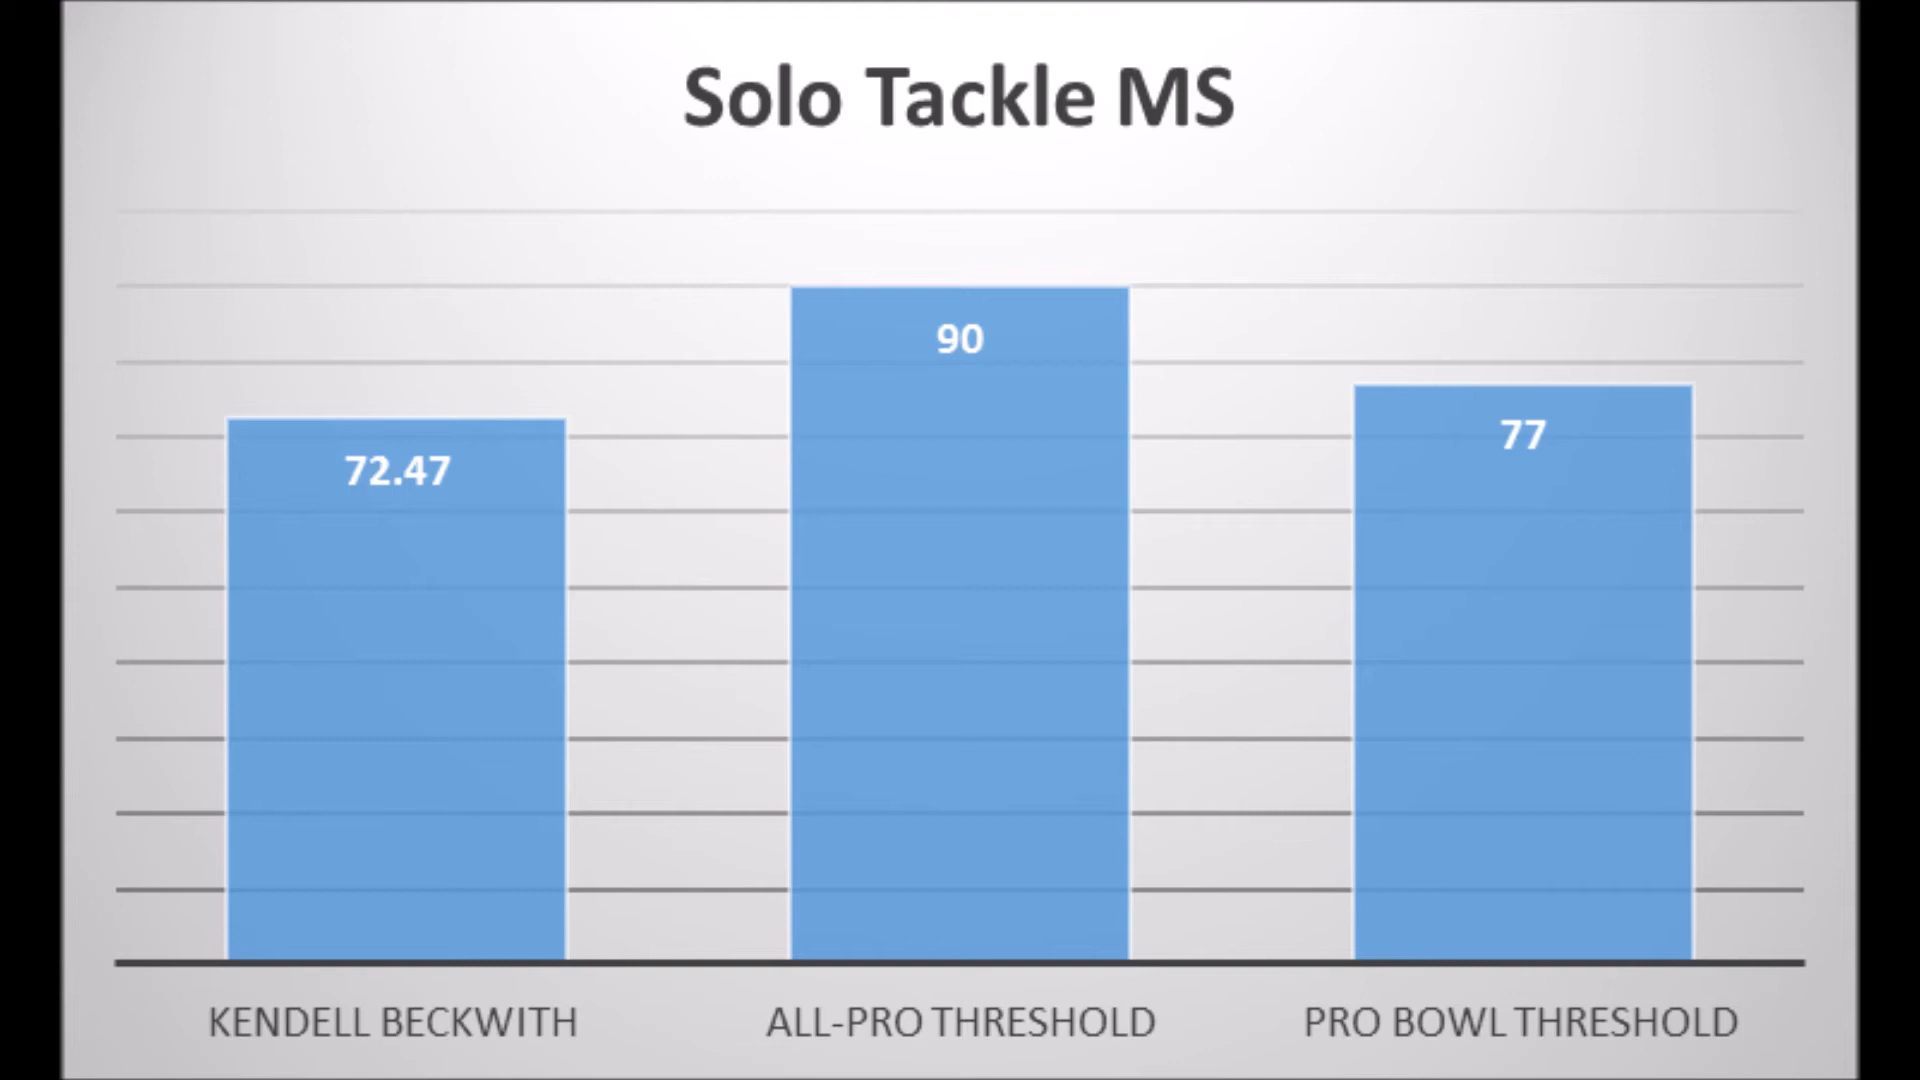 Solo Tackle MS
90
77
72.47
KENDELL BECKWITH
ALL-PRO THRESHOLD
PRO BOWL THRESHOLD